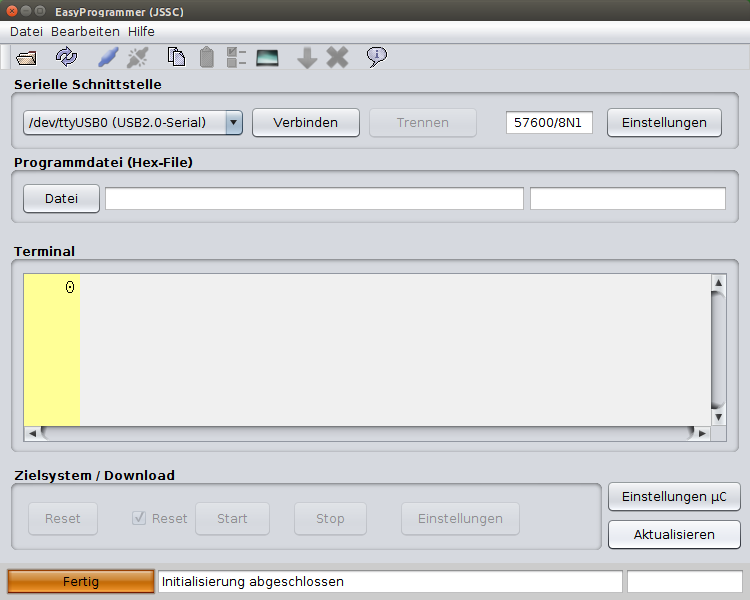 EasyProgrammer (JSSC)
Datei Bearbeiten Hilfe
Serielle Schnittstelle
/dev/ttyUSB0 (USB2.0-Serial) Verbinden Trennen 57600/8N1 Einstellungen
Programmdatei (Hex-File)
Datei
Terminal
0
Zielsystem / Download
Reset Reset Start Stop Einstellungen
Einstellungen µC
Aktualisieren
Fertig Initialisierung abgeschlossen